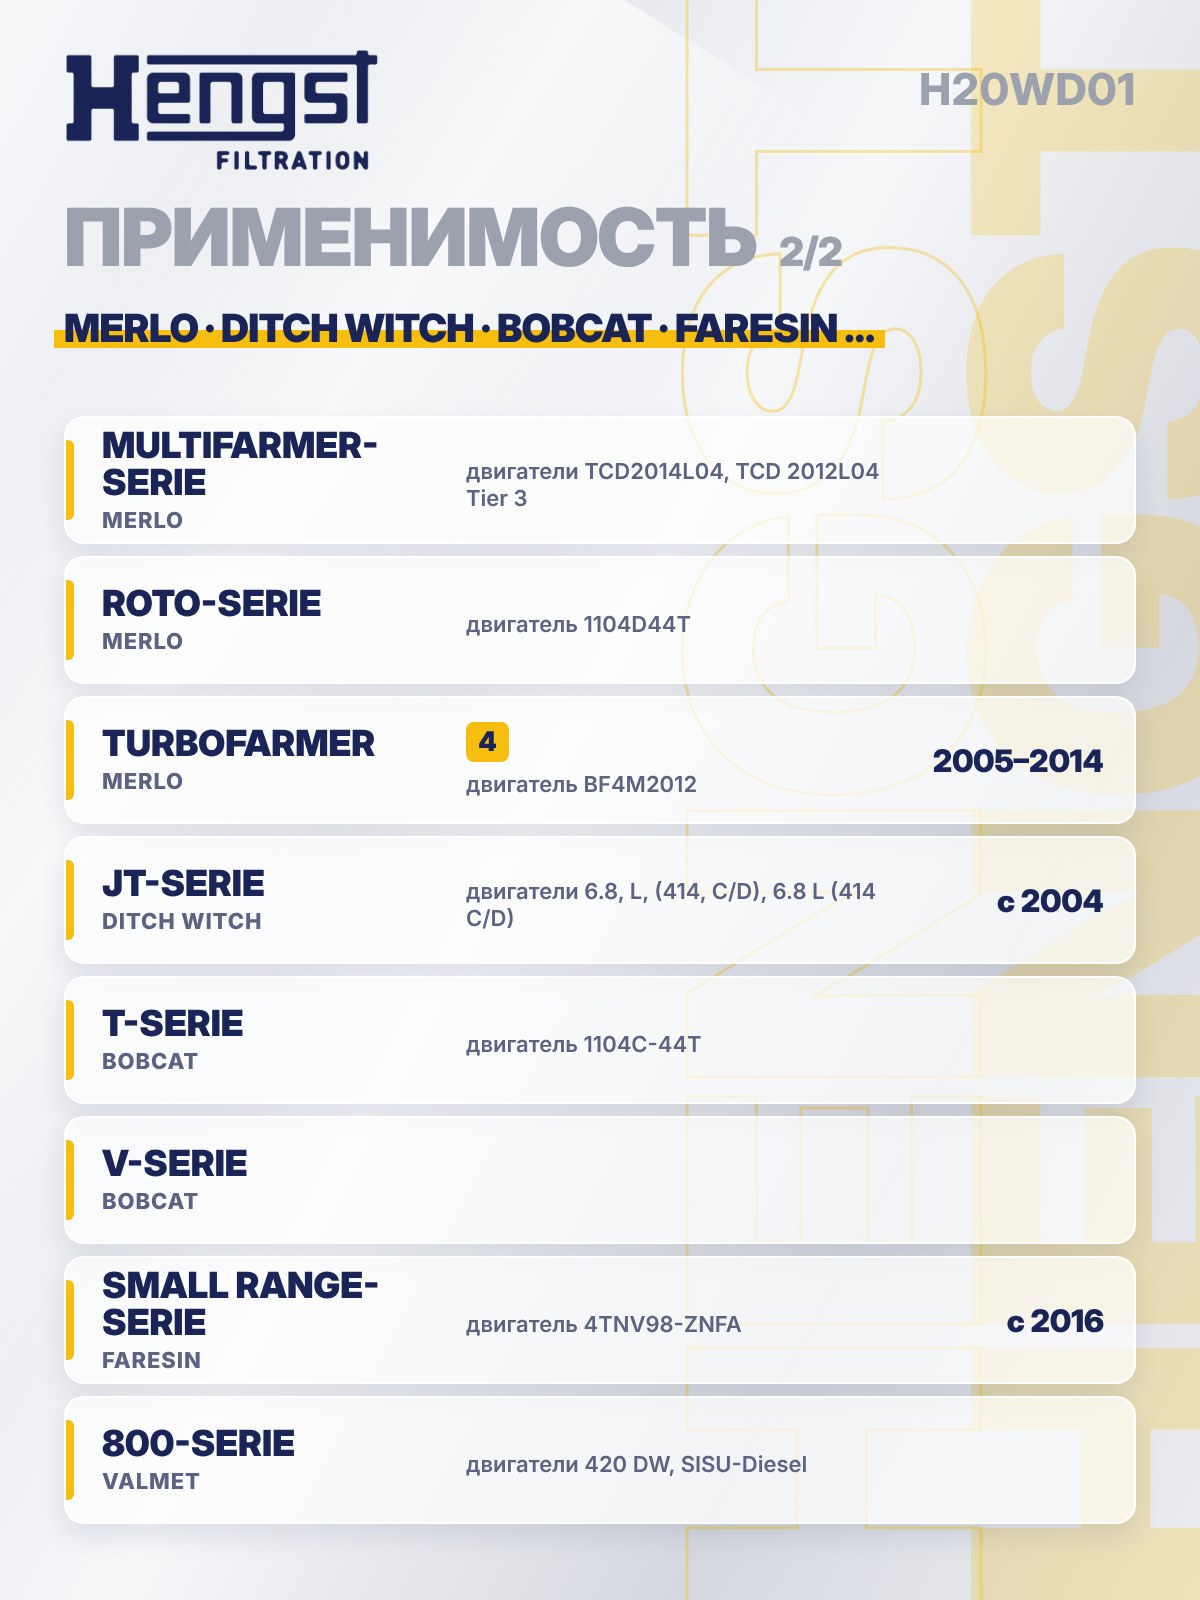 Hengst
FILTRATION
H20WD01
ПРИМЕНИМОСТЬ 2/2
MERLO · DITCH WITCH · BOBCAT · FARESIN ...
MULTIFARMER-
SERIE
MERLO
двигатели TCD2014L04, TCD 2012L04
Tier 3
ROTO-SERIE
MERLO
двигатель 1104D44T
TURBOFARMER
MERLO
4
двигатель BF4M2012
2005–2014
JT-SERIE
DITCH WITCH
двигатели 6.8, L, (414, C/D), 6.8 L (414
C/D)
с 2004
T-SERIE
BOBCAT
двигатель 1104C-44T
V-SERIE
BOBCAT
SMALL RANGE-
SERIE
FARESIN
двигатель 4TNV98-ZNFA
с 2016
800-SERIE
VALMET
двигатели 420 DW, SISU-Diesel
HENGST
HENGST